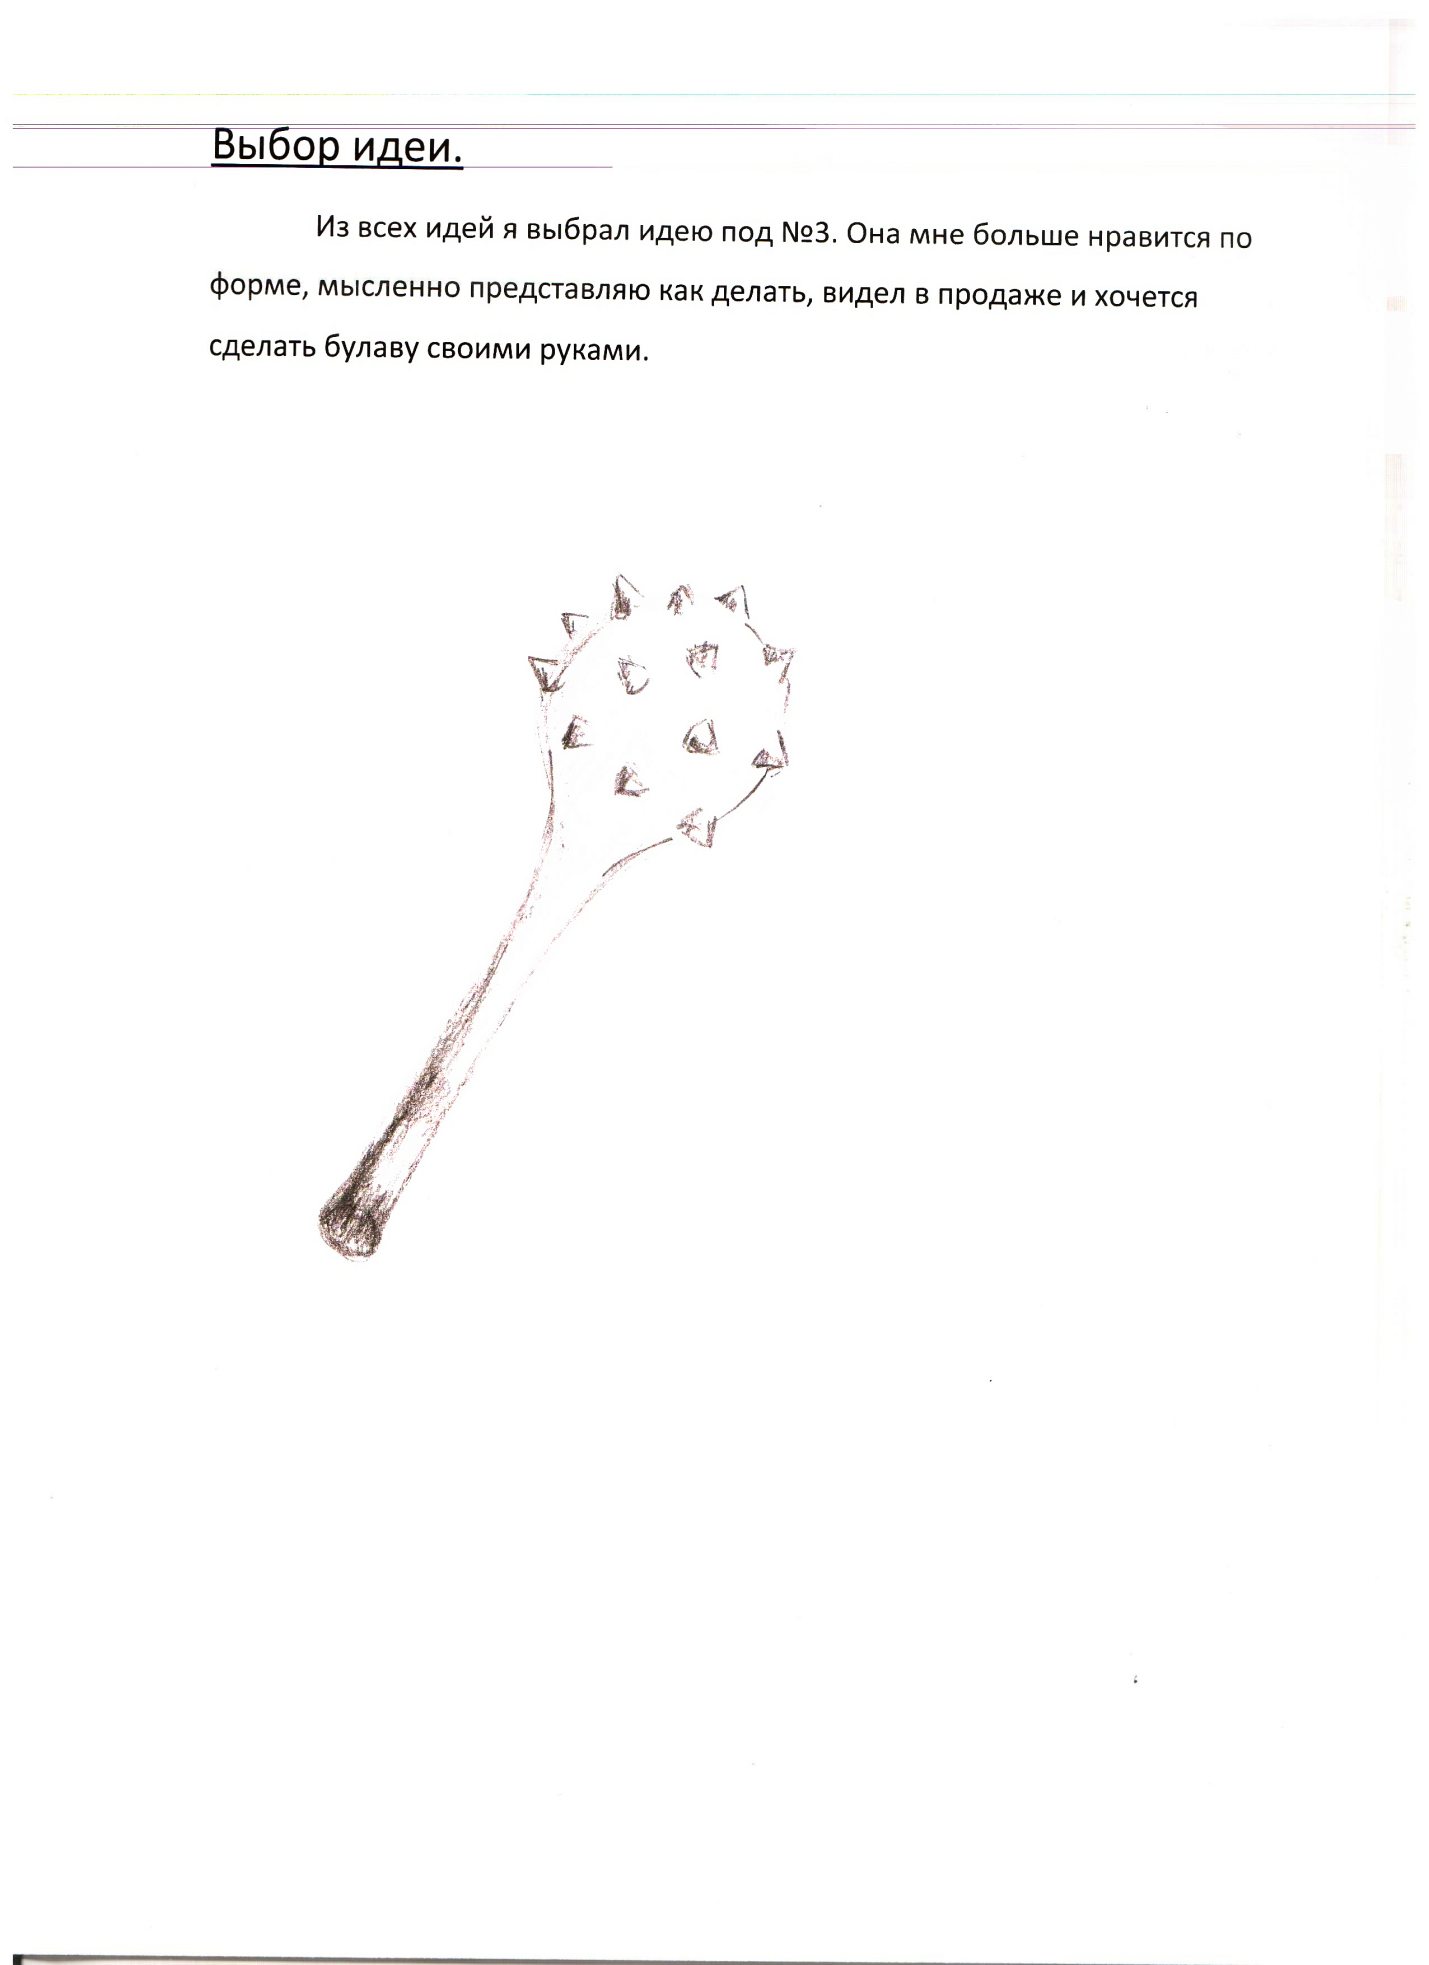 Выбор идеи.
Из всех идей я выбрал идею под №3. Она мне больше нравится по
форме, мысленно представляю как делать, видел в продаже и хочется
сделать булаву своими руками.